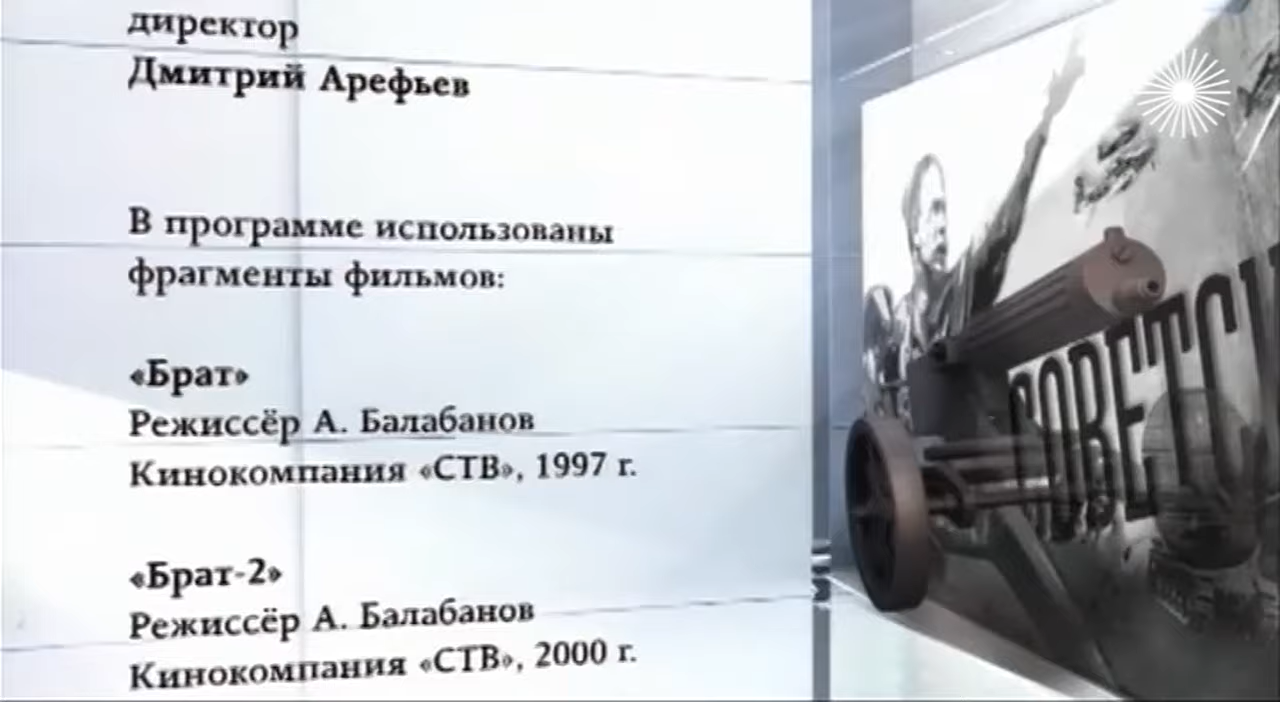 директор
Дмитрий Арефьев
В программе использованы
фрагменты фильмов:
«Брат»
Режиссёр А. Балабанов
Кинокомпания «СТВ», 1997 г.
«Брат-2»
Режиссёр А. Балабанов
Кинокомпания «СТВ», 2000 г.
СОВЕТСК